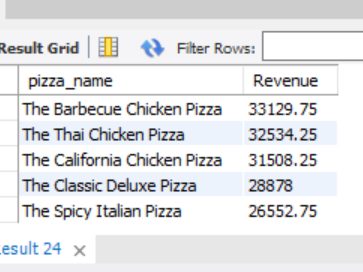 Result Grid Filter Rows:
pizza_name Revenue
The Barbecue Chicken Pizza 33129.75
The Thai Chicken Pizza 32534.25
The California Chicken Pizza 31508.25
The Classic Deluxe Pizza 28878
The Spicy Italian Pizza 26552.75
esult 24 ×